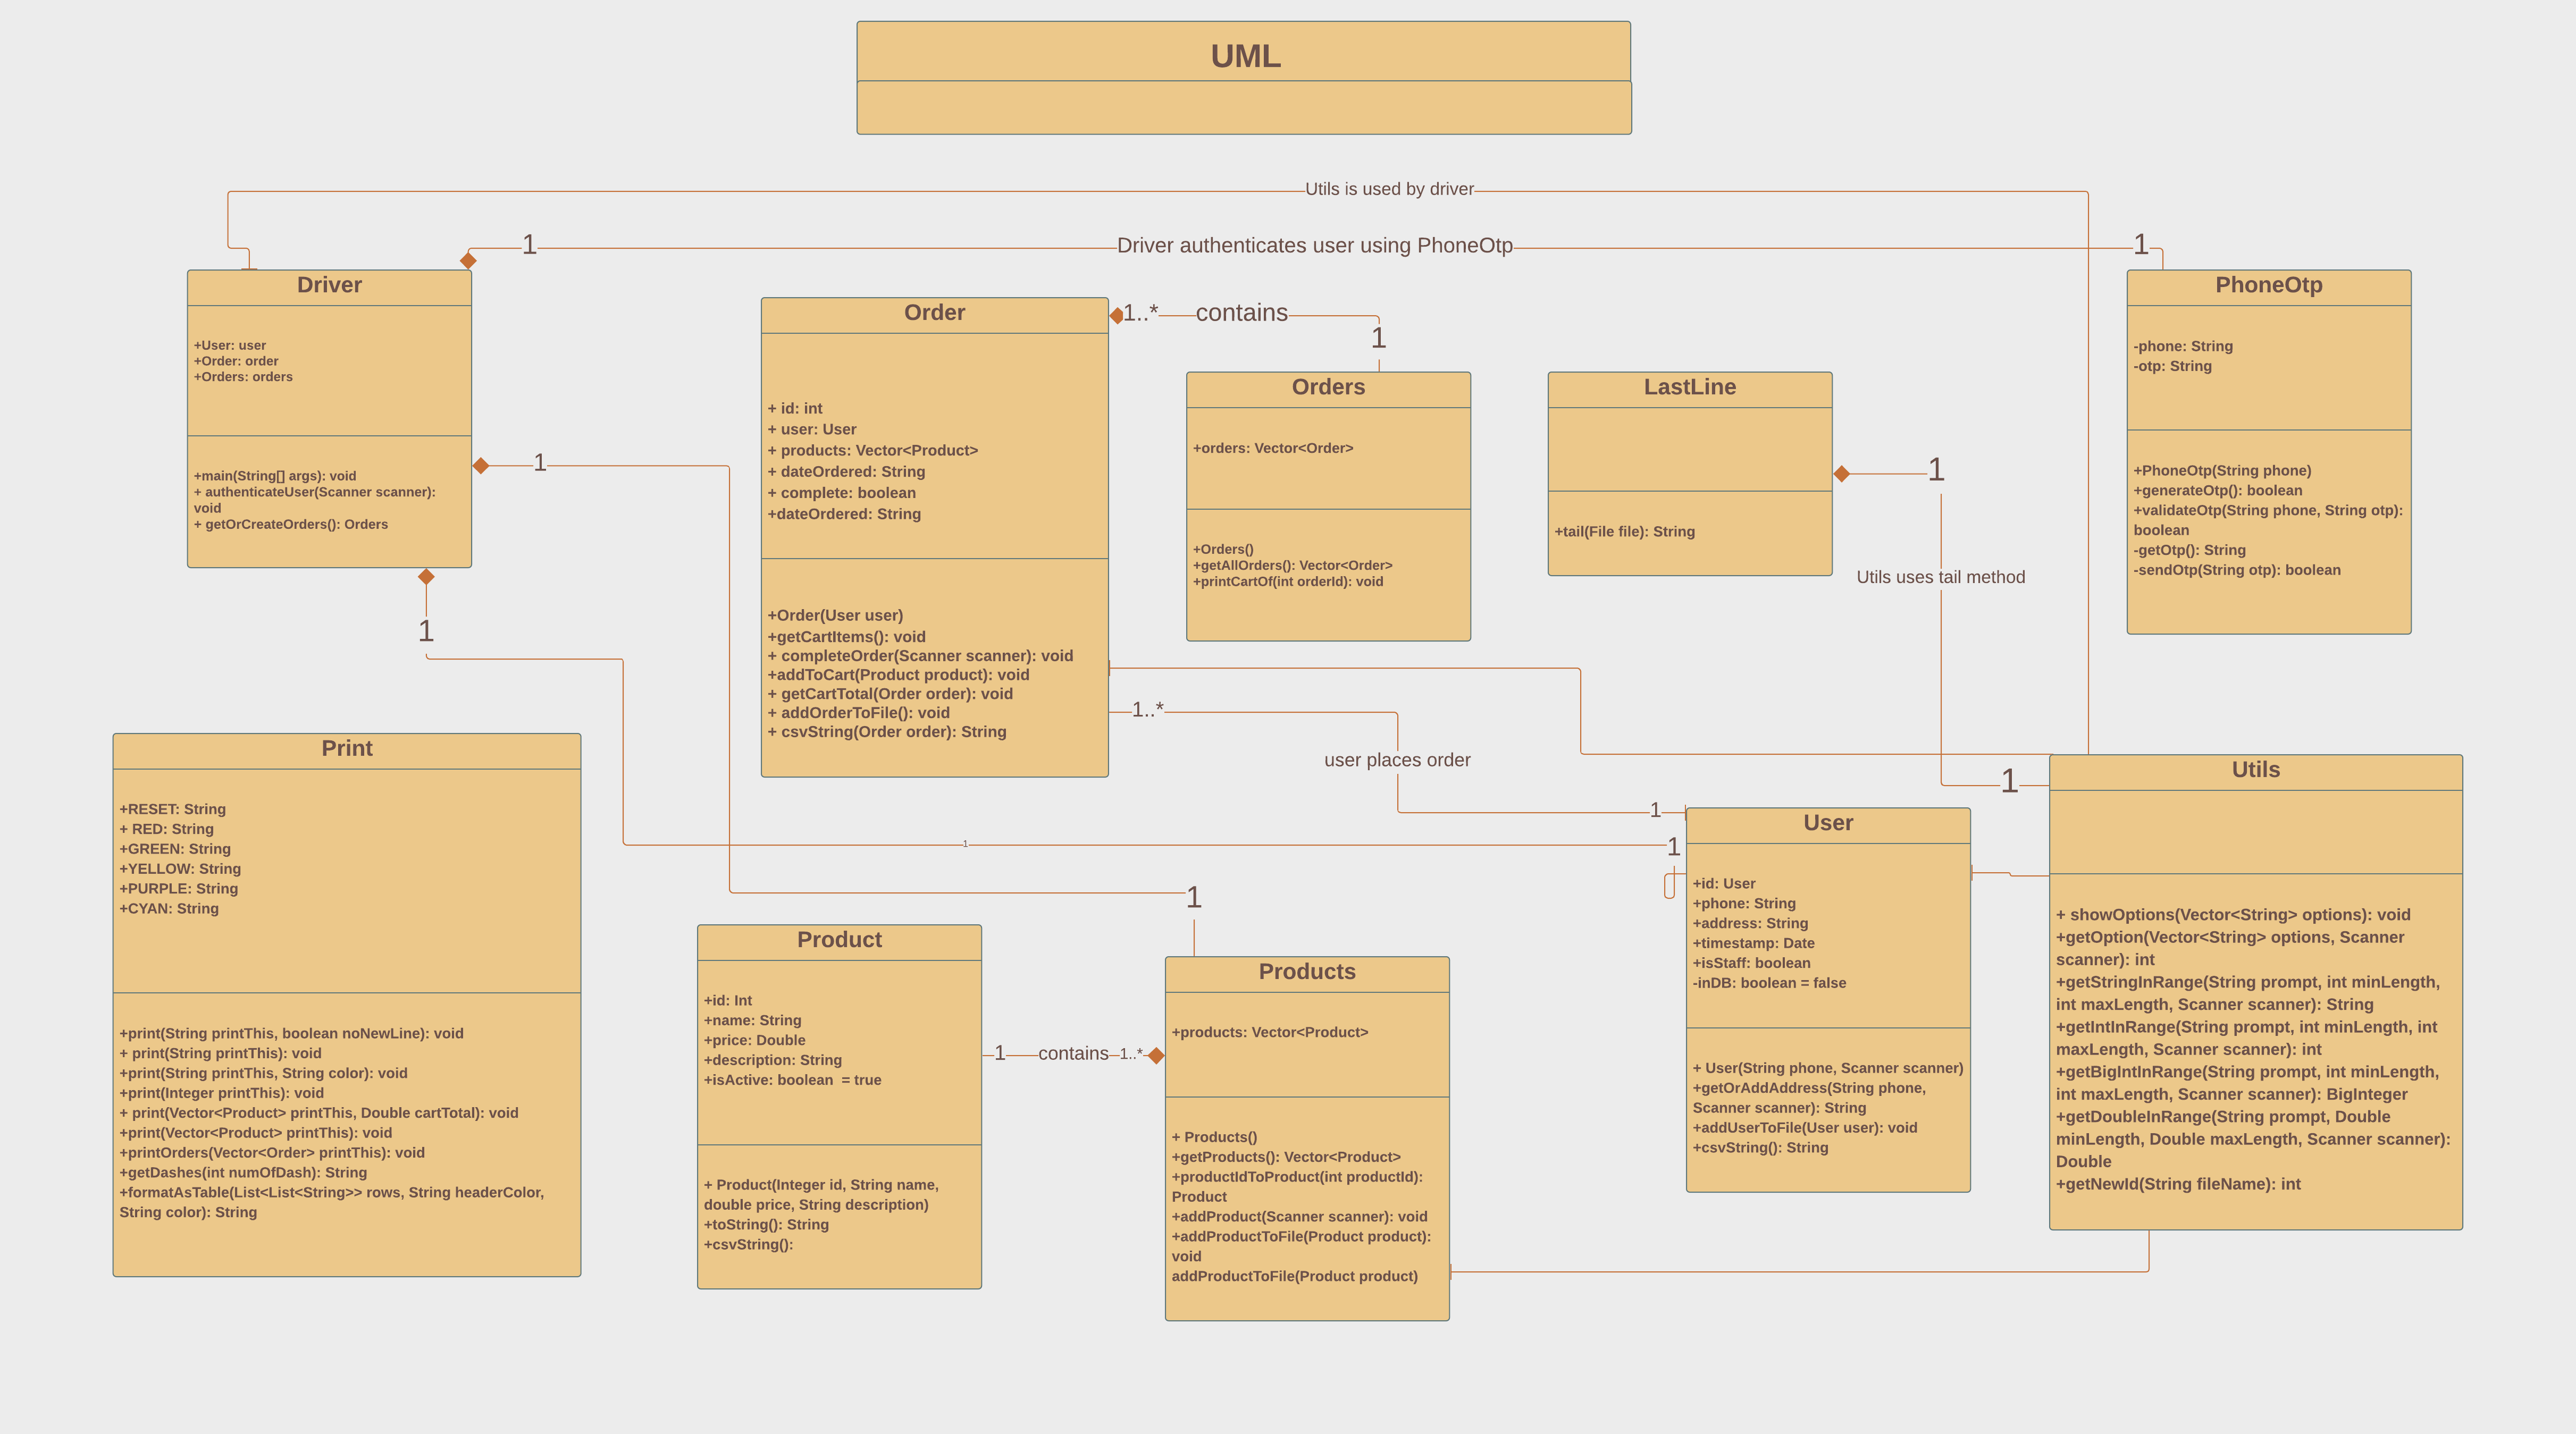 UML
Utils is used by driver
1
Driver authenticates user using PhoneOtp
1
Driver
+User: user
+Order: order
+Orders: orders
+main(String[] args): void
+ authenticateUser(Scanner scanner):
void
+ getOrCreateOrders(): Orders
1
1
Order
+ id: int
+ user: User
+ products: Vector<Product>
+ dateOrdered: String
+ complete: boolean
+dateOrdered: String
+Order(User user)
+getCartItems(): void
+ completeOrder(Scanner scanner): void
+addToCart(Product product): void
+ getCartTotal(Order order): void
+ addOrderToFile(): void
+ csvString(Order order): String
1..*
contains
1
Orders
+orders: Vector<Order>
+Orders()
+getAllOrders(): Vector<Order>
+printCartOf(int orderId): void
LastLine
+tail(File file): String
1
Utils uses tail method
1
PhoneOtp
-phone: String
-otp: String
+PhoneOtp(String phone)
+generateOtp(): boolean
+validateOtp(String phone, String otp):
boolean
-getOtp(): String
-sendOtp(String otp): boolean
1..*
user places order
1
1
1
1
Print
+RESET: String
+ RED: String
+GREEN: String
+YELLOW: String
+PURPLE: String
+CYAN: String
+print(String printThis, boolean noNewLine): void
+ print(String printThis): void
+print(String printThis, String color): void
+print(Integer printThis): void
+ print(Vector<Product> printThis, Double cartTotal): void
+print(Vector<Product> printThis): void
+printOrders(Vector<Order> printThis): void
+getDashes(int numOfDash): String
+formatAsTable(List<List<String>> rows, String headerColor,
String color): String
Product
+id: Int
+name: String
+price: Double
+description: String
+isActive: boolean  = true
+ Product(Integer id, String name,
double price, String description)
+toString(): String
+csvString():
1
contains
1..*
Products
+products: Vector<Product>
+ Products()
+getProducts(): Vector<Product>
+productIdToProduct(int productId):
Product
+addProduct(Scanner scanner): void
+addProductToFile(Product product):
void
addProductToFile(Product product)
User
+id: User
+phone: String
+address: String
+timestamp: Date
+isStaff: boolean
-inDB: boolean = false
+ User(String phone, Scanner scanner)
+getOrAddAddress(String phone,
Scanner scanner): String
+addUserToFile(User user): void
+csvString(): String
Utils
+ showOptions(Vector<String> options): void
+getOption(Vector<String> options, Scanner
scanner): int
+getStringInRange(String prompt, int minLength,
int maxLength, Scanner scanner): String
+getIntInRange(String prompt, int minLength, int
maxLength, Scanner scanner): int
+getBigIntInRange(String prompt, int minLength,
int maxLength, Scanner scanner): BigInteger
+getDoubleInRange(String prompt, Double
minLength, Double maxLength, Scanner scanner):
Double
+getNewId(String fileName): int